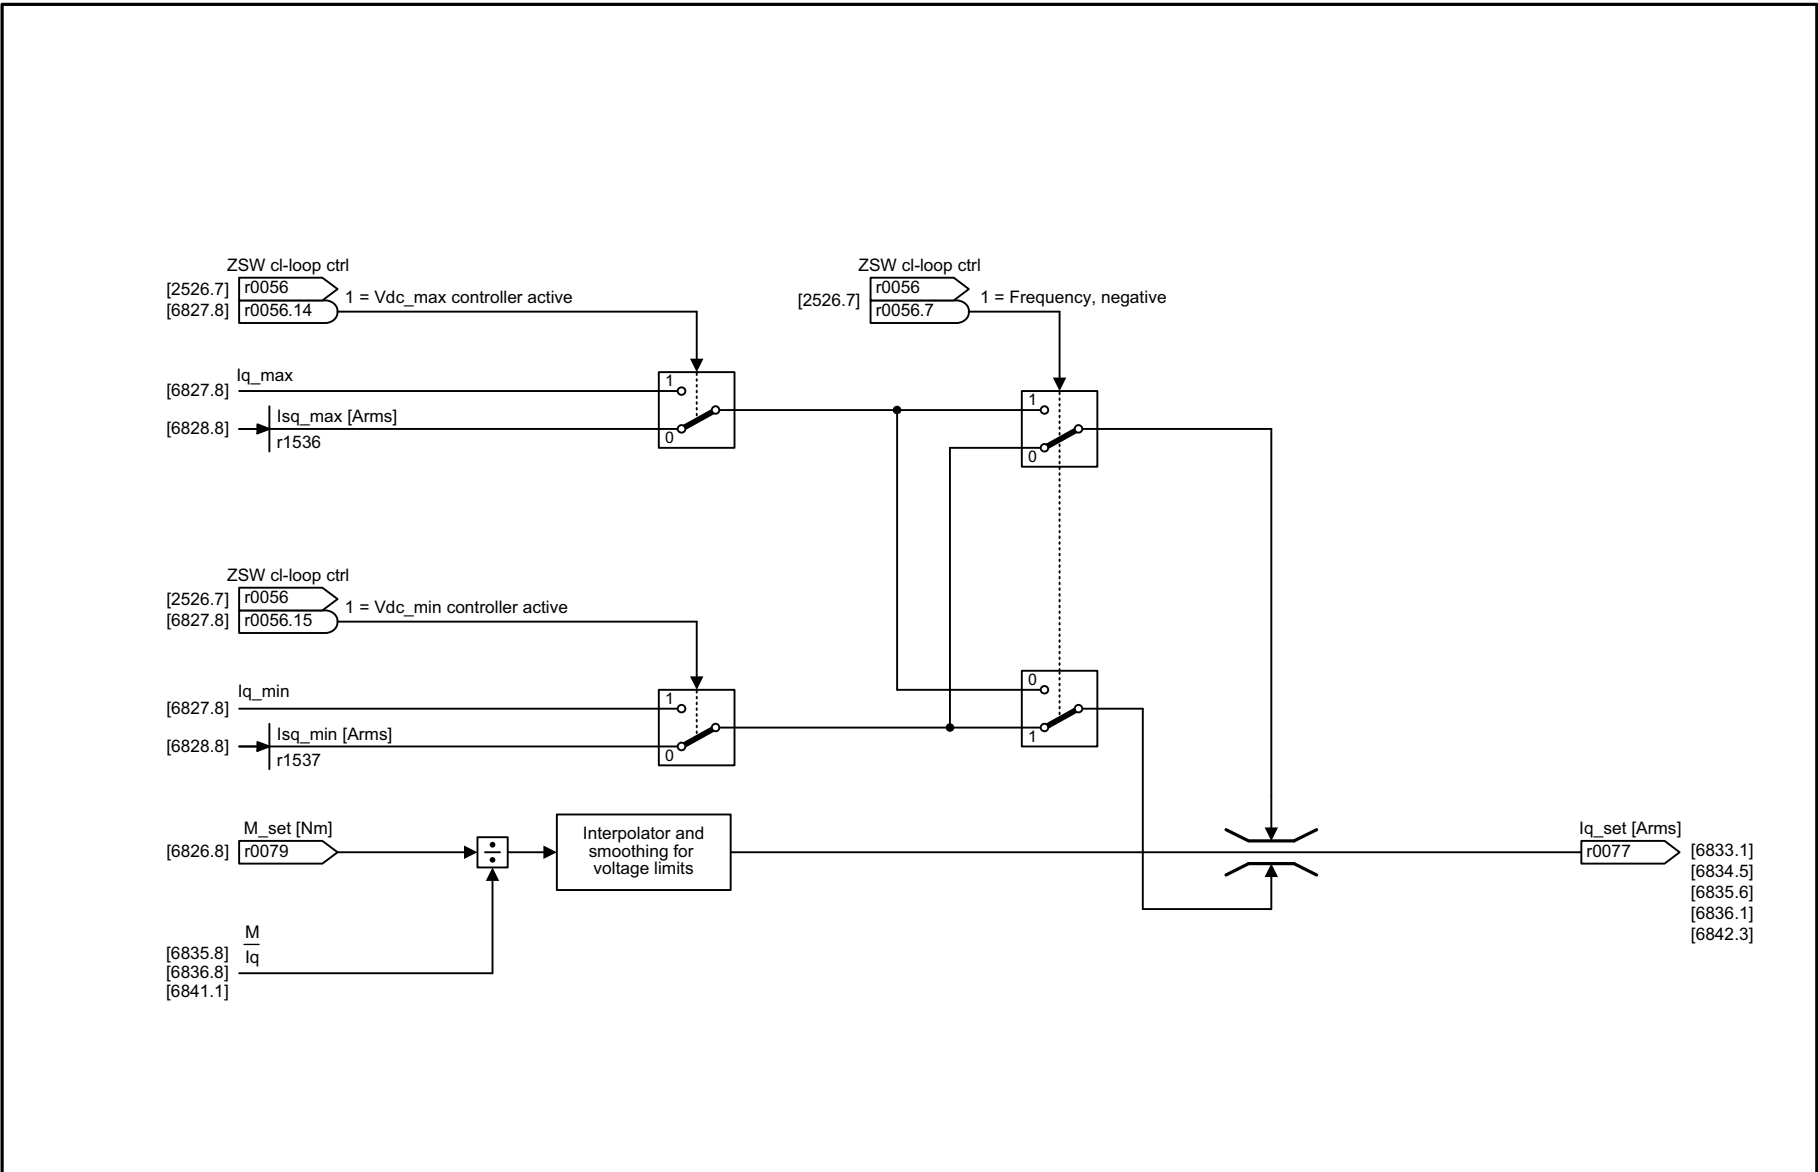 ZSW cl-loop ctrl
[2526.7] r0056
1 = Vdc_max controller active
[6827.8] r0056.14
ZSW cl-loop ctrl
r0056
[2526.7] 1 = Frequency, negative
r0056.7
Iq_max
[6827.8] 1
Isq_max [Arms]
[6828.8] 0
r1536
1
0
ZSW cl-loop ctrl
[2526.7] r0056
1 = Vdc_min controller active
[6827.8] r0056.15
Iq_min
[6827.8] 1
Isq_min [Arms]
[6828.8] 0
r1537
0
1
M_set [Nm]
[6826.8] r0079
÷
Interpolator and
smoothing for
voltage limits
Iq_set [Arms]
r0077 [6833.1]
[6834.5]
[6835.6]
[6836.1]
[6842.3]
M
Iq
[6835.8]
[6836.8]
[6841.1]